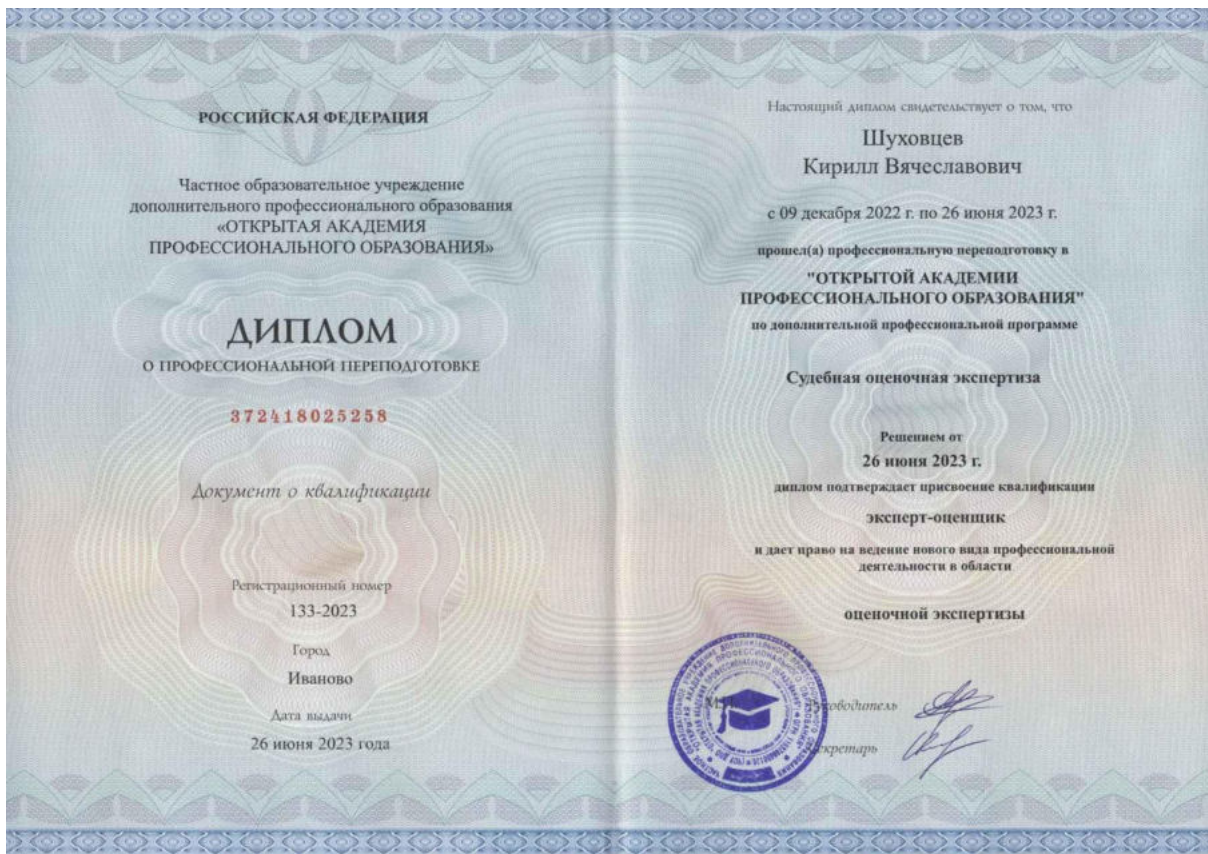 РОССИЙСКАЯ ФЕДЕРАЦИЯ
Частное образовательное учреждение
дополнительного профессионального образования
«ОТКРЫТАЯ АКАДЕМИЯ
ПРОФЕССИОНАЛЬНОГО ОБРАЗОВАНИЯ»
ДИПЛОМ
О ПРОФЕССИОНАЛЬНОЙ ПЕРЕПОДГОТОВКЕ
372418025258
Документ о квалификации
Регистрационный номер
133-2023
Город
Иваново
Дата выдачи
26 июня 2023 года
Настоящий диплом свидетельствует о том, что
Шуховцев
Кирилл Вячеславович
с 09 декабря 2022 г. по 26 июня 2023 г.
прошел(а) профессиональную переподготовку в
"ОТКРЫТОЙ АКАДЕМИИ
ПРОФЕССИОНАЛЬНОГО ОБРАЗОВАНИЯ"
по дополнительной профессиональной программе
Судебная оценочная экспертиза
Решением от
26 июня 2023 г.
диплом подтверждает присвоение квалификации
эксперт-оценщик
и дает право на ведение нового вида профессиональной
деятельности в области
оценочной экспертизы
Руководитель
Секретарь